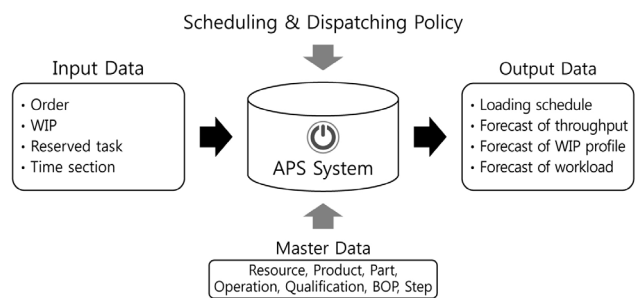 Scheduling & Dispatching Policy
Input Data
• Order
• WIP
• Reserved task
• Time section
APS System
Output Data
• Loading schedule
• Forecast of throughput
• Forecast of WIP profile
• Forecast of workload
Master Data
Resource, Product, Part,
Operation, Qualification, BOP, Step